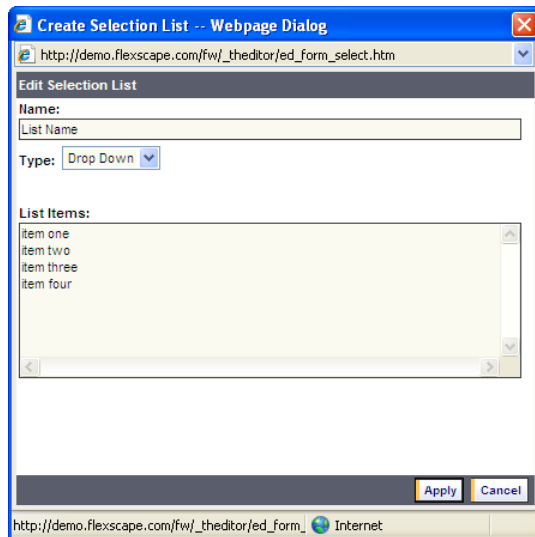 Create Selection List -- Webpage Dialog
http://demo.flexscape.com/fw/_theditor/ed_form_select.htm
Edit Selection List
Name:
List Name
Type: Drop Down
List Items:
item one
item two
item three
item four
Apply Cancel
http://demo.flexscape.com/fw/_theditor/ed_form_ Internet